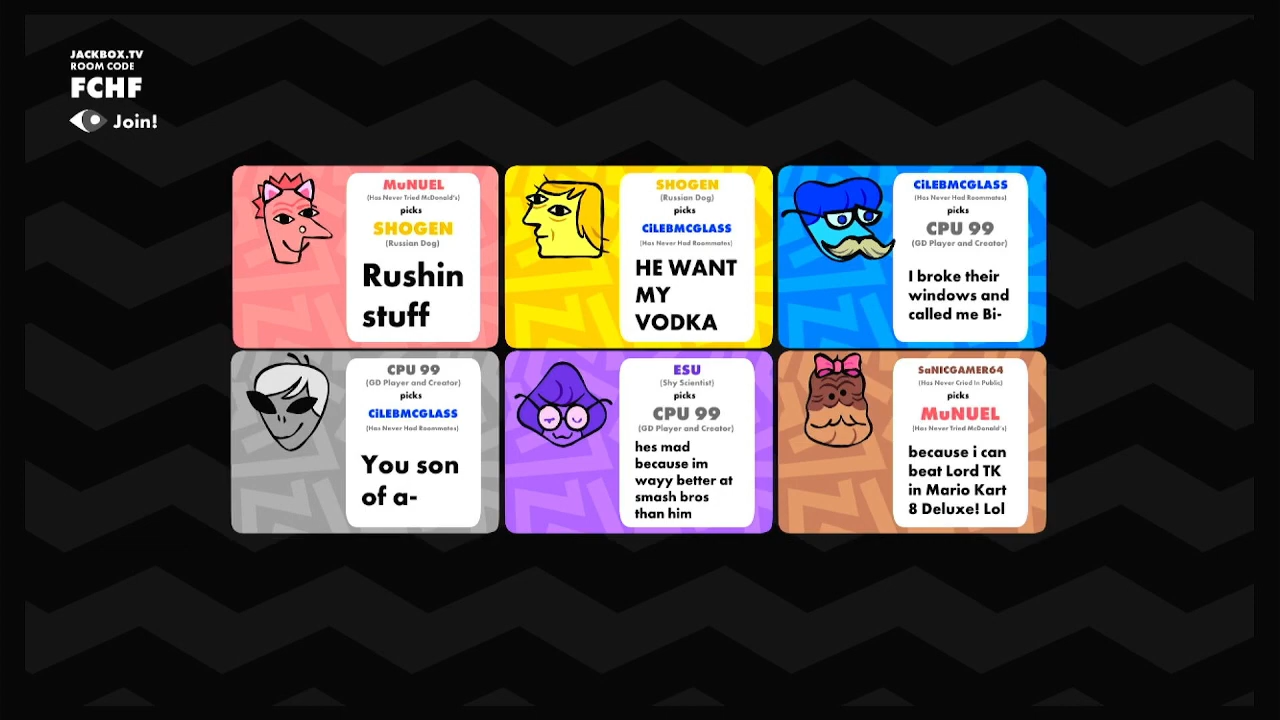 JACKBOX.TV
ROOM CODE
FCHF
Join!
MuNUEL
(Has Never Tried McDonald's)
picks
SHOGEN
(Russian Dog)
Rushin
stuff
SHOGEN
(Russian Dog)
picks
CiLEBMCGLASS
(Has Never Had Roommates)
HE WANT
MY
VODKA
CiLEBMCGLASS
(Has Never Had Roommates)
picks
CPU 99
(GD Player and Creator)
I broke their
windows and
called me Bi-
CPU 99
(GD Player and Creator)
picks
CiLEBMCGLASS
(Has Never Had Roommates)
You son
of a-
ESU
(Shy Scientist)
picks
CPU 99
(GD Player and Creator)
hes mad
because im
wayy better at
smash bros
than him
SaNICGAMER64
(Has Never Cried In Public)
picks
MuNUEL
(Has Never Tried McDonald's)
because i can
beat Lord TK
in Mario Kart
8 Deluxe! Lol